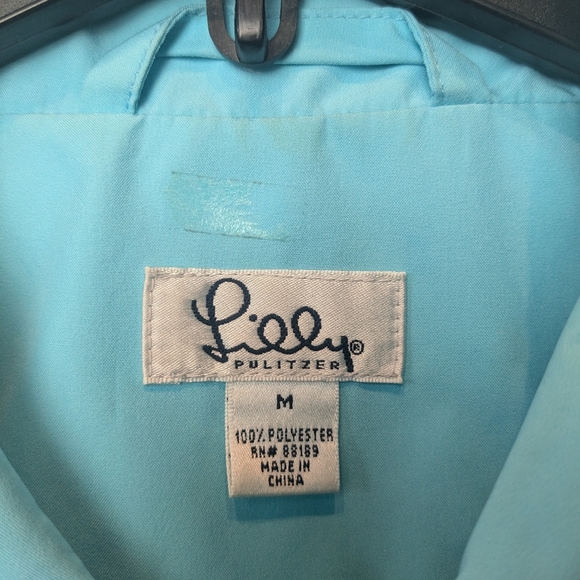 Lilly®
PULITZER
M
100% POLYESTER
RN# 88189
MADE IN
CHINA